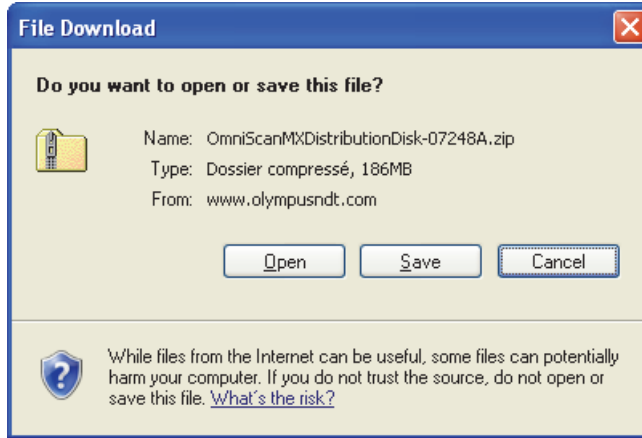 File Download
Do you want to open or save this file?
Name: OmniScanMXDistributionDisk-07248A.zip
Type: Dossier compressé, 186MB
From: www.olympusndt.com
Open Save Cancel
While files from the Internet can be useful, some files can potentially
harm your computer. If you do not trust the source, do not open or
save this file. What's the risk?